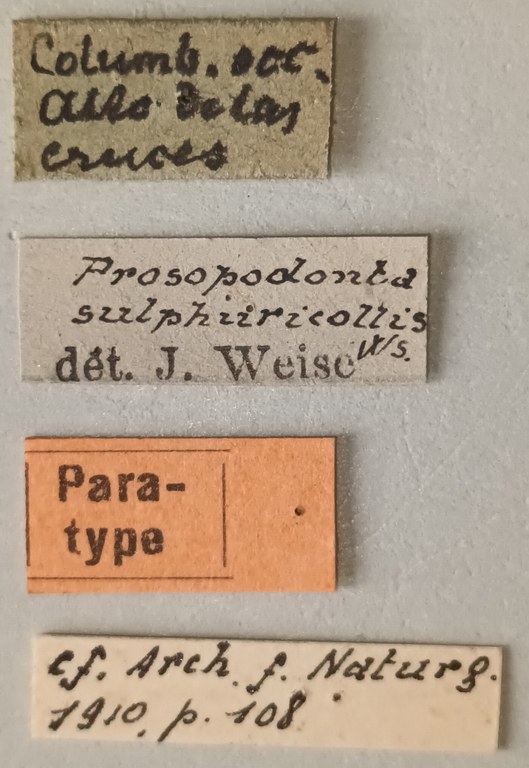 Columb. occ.
Alto de las
cruces
Prosopodonta
sulphuricollis
Ws.
dét. J. Weise
Para-
type
cf. Arch. f. Naturg.
1910, p. 108